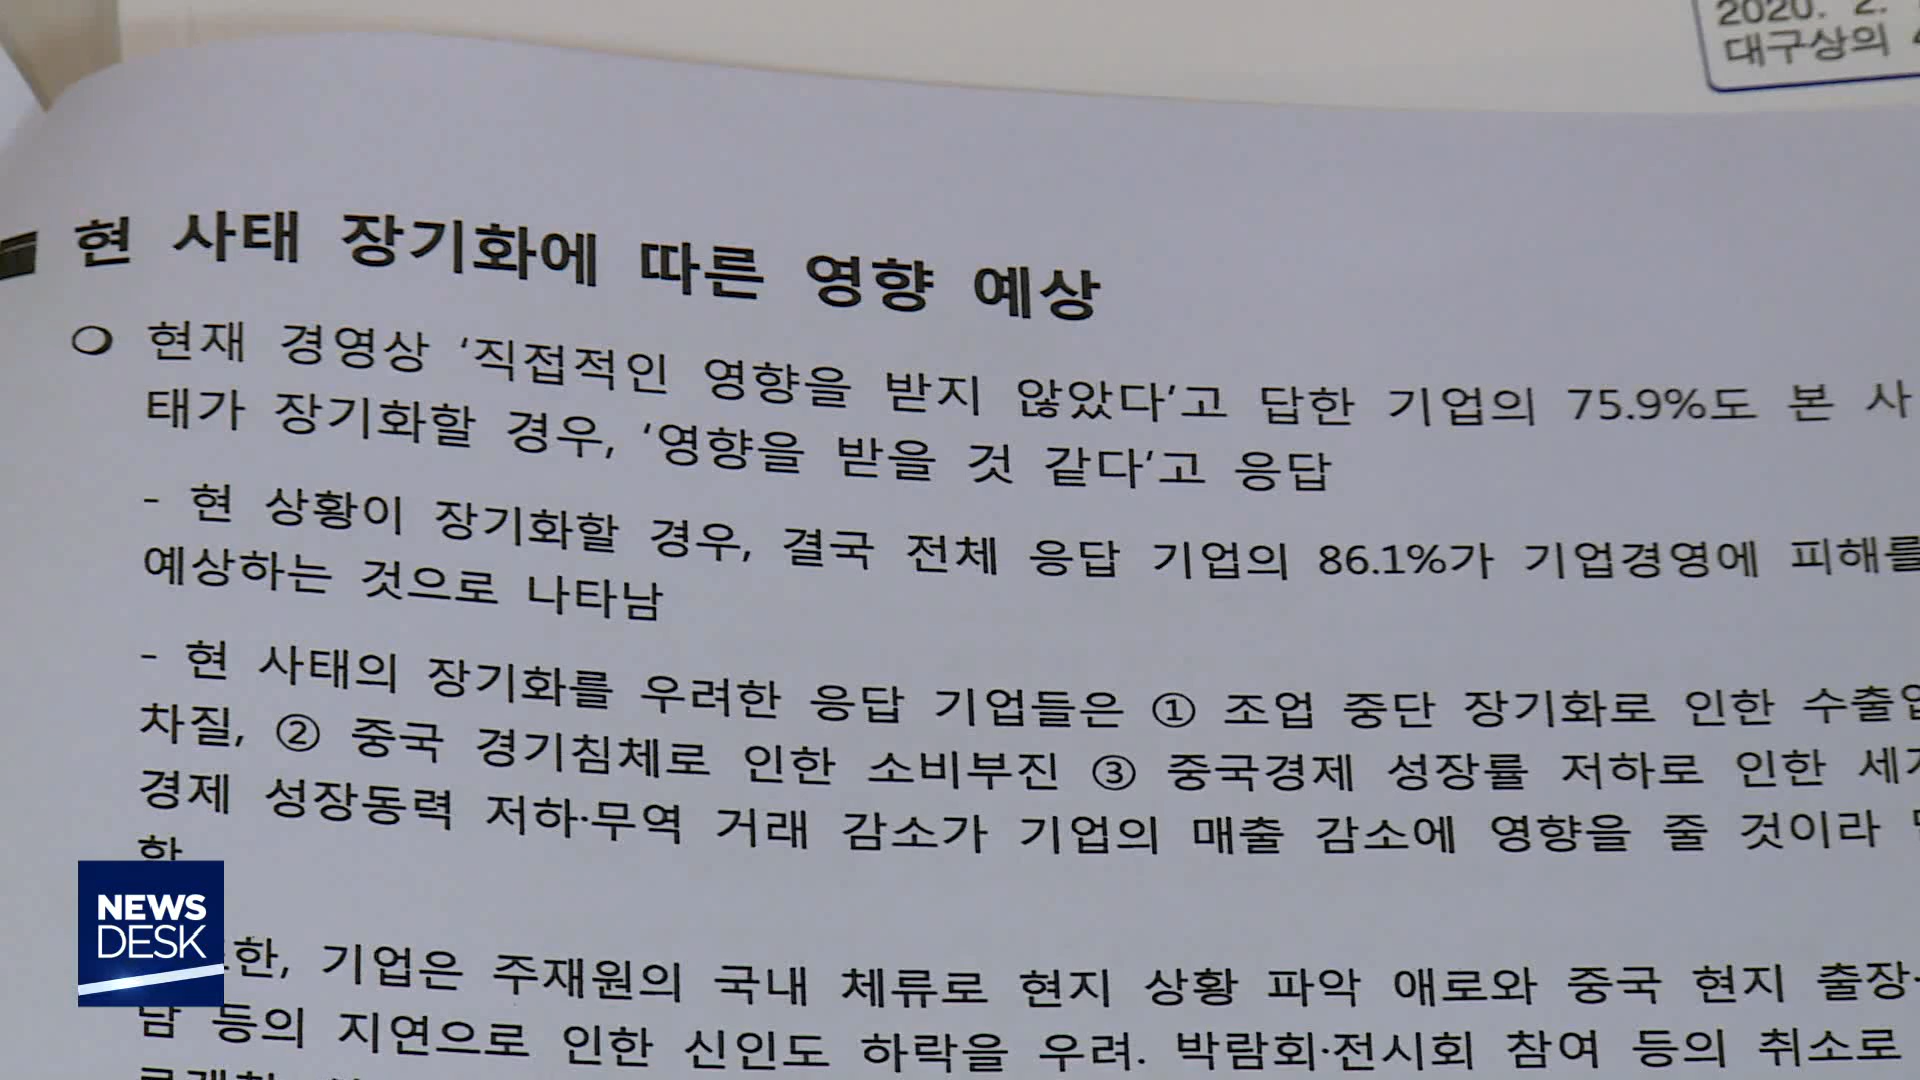 2020. 2.
대구상의
현 사태 장기화에 따른 영향 예상
○ 현재 경영상 '직접적인 영향을 받지 않았다'고 답한 기업의 75.9%도 본 사
태가 장기화할 경우, '영향을 받을 것 같다'고 응답
- 현 상황이 장기화할 경우, 결국 전체 응답 기업의 86.1%가 기업경영에 피해를
예상하는 것으로 나타남
- 현 사태의 장기화를 우려한 응답 기업들은 ① 조업 중단 장기화로 인한
차질, ② 중국 경기침체로 인한 소비부진 ③ 중국경제 성장률 저하로 인한
경제 성장동력 저하·무역 거래 감소가 기업의 매출 감소에 영향을 줄 것이라
NEWS
DESK
기업은 주재원의 국내 체류로 현지 상황 파악 애로와 중국 현지 출장
담 등의 지연으로 인한 신인도 하락을 우려. 박람회·전시회 참여 등의 취소로